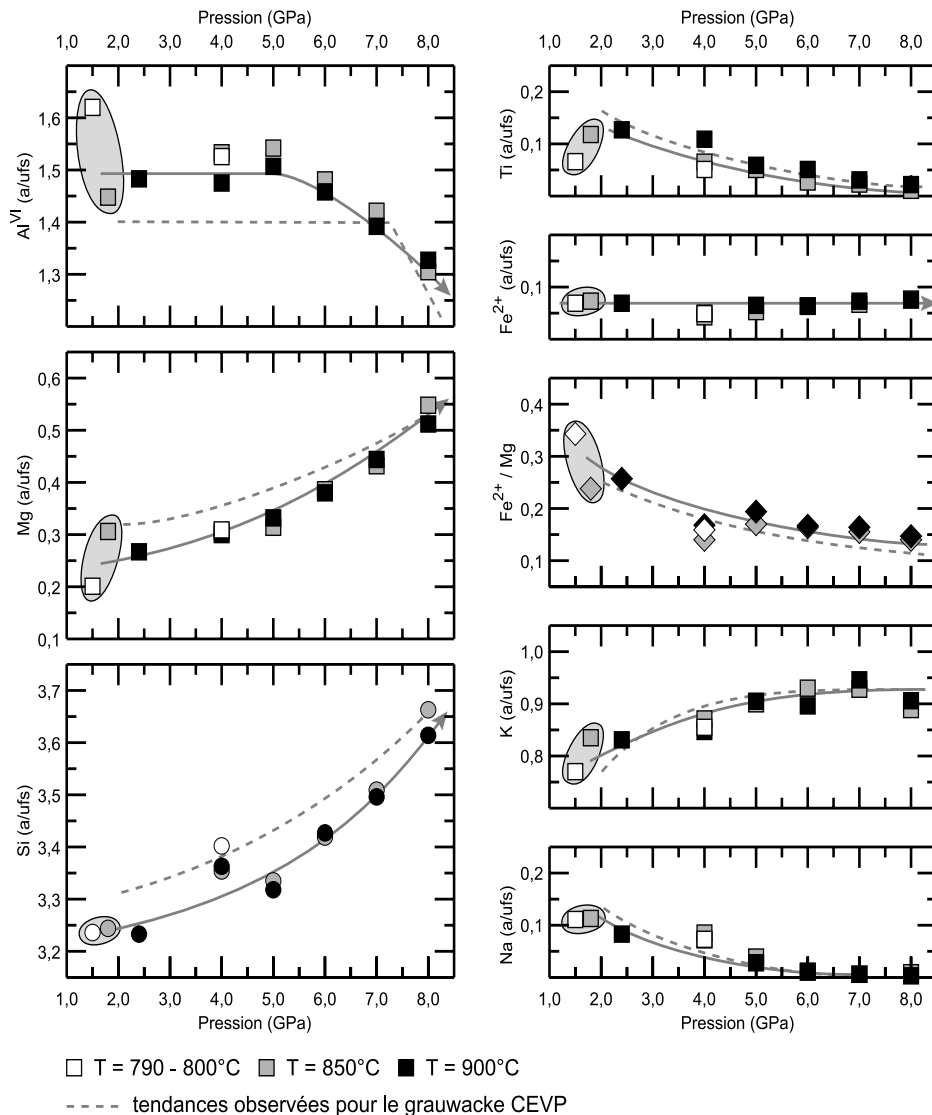 Pression (GPa)
1,0 2,0 3,0 4,0 5,0 6,0 7,0 8,0
1,6
1,5
1,4
1,3
Al^VI (a/ufs)
0,6
0,5
0,4
0,3
0,2
0,1
Mg (a/ufs)
3,7
3,6
3,5
3,4
3,2
3,2
Si (a/ufs)
1,0 2,0 3,0 4,0 5,0 6,0 7,0 8,0
Pression (GPa)
Pression (GPa)
1,0 2,0 3,0 4,0 5,0 6,0 7,0 8,0
0,2
0,1
Ti (a/ufs)
0,1
Fe²⁺ (a/ufs)
0,4
0,3
0,2
0,1
Fe²⁺ / Mg
1,0
0,9
0,8
K (a/ufs)
0,2
0,1
Na (a/ufs)
1,0 2,0 3,0 4,0 5,0 6,0 7,0 8,0
Pression (GPa)
T = 790 - 800°C T = 850°C T = 900°C
tendances observées pour le grauwacke CEVP